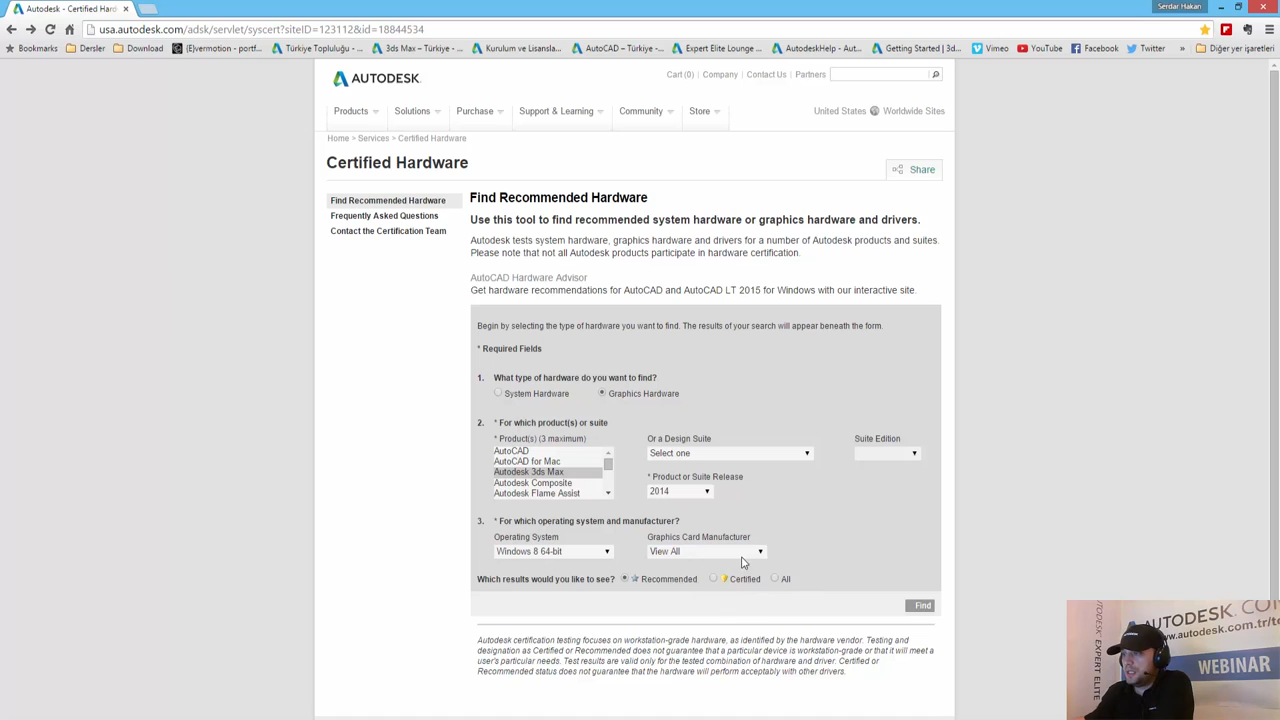 Autodesk - Certified Hard
Serdar Hakan
usa.autodesk.com/adsk/servlet/syscert?siteID=123112&id=18844534
Bookmarks
Dersler
Download
(E)vermotion - portf...
Türkiye Topluluğu - ...
3ds Max – Türkiye - ...
Kurulum ve Lisansla...
AutoCAD – Türkiye - ...
Expert Elite Lounge ...
AutodeskHelp - Aut...
Getting Started | 3d...
Vimeo
YouTube
Facebook
Twitter
»
Diğer yer işaretleri
AUTODESK.
Cart (0) | Company | Contact Us | Partners
Products
Solutions
Purchase
Support & Learning
Community
Store
United States
Worldwide Sites
Home > Services > Certified Hardware
Certified Hardware
Share
Find Recommended Hardware
Frequently Asked Questions
Contact the Certification Team
Find Recommended Hardware
Use this tool to find recommended system hardware or graphics hardware and drivers.
Autodesk tests system hardware, graphics hardware and drivers for a number of Autodesk products and suites.
Please note that not all Autodesk products participate in hardware certification.
AutoCAD Hardware Advisor
Get hardware recommendations for AutoCAD and AutoCAD LT 2015 for Windows with our interactive site.
Begin by selecting the type of hardware you want to find. The results of your search will appear beneath the form.
* Required Fields
1. What type of hardware do you want to find?
System Hardware
Graphics Hardware
2. * For which product(s) or suite
* Product(s) (3 maximum)
Or a Design Suite
Suite Edition
AutoCAD
AutoCAD for Mac
Autodesk 3ds Max
Autodesk Composite
Autodesk Flame Assist
Select one
* Product or Suite Release
2014
3. * For which operating system and manufacturer?
Operating System
Graphics Card Manufacturer
Windows 8 64-bit
View All
Which results would you like to see?
Recommended
Certified
All
Find
Autodesk certification testing focuses on workstation-grade hardware, as identified by the hardware vendor. Testing and
designation as Certified or Recommended does not guarantee that a particular device is workstation-grade or that it will meet a
user's particular needs. Test results are valid only for the tested combination of hardware and driver. Certified or
Recommended status does not guarantee that the hardware will perform acceptably with other drivers.
AUTODESK
EXPERT ELITE
AUTODESK.CO
www.autodesk.com.tr/te
WEBINAR